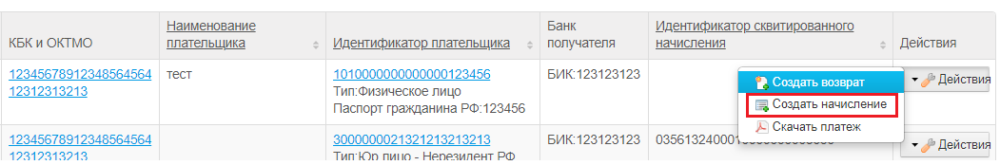 КБК и ОКТМО
Наименование
плательщика
Идентификатор плательщика
Банк
получателя
Идентификатор сквитированного
начисления
Действия
12345678912348564564
12312313213
тест
1010000000000000123456
Тип:Физическое лицо
Паспорт гражданина РФ:123456
БИК:123123123
Действия
Создать возврат
Создать начисление
Скачать платеж
12345678912348564564
12312313213
3000000021321213213213
Тип:Юр лицо - Нерезидент РФ
БИК:123123123
Действия